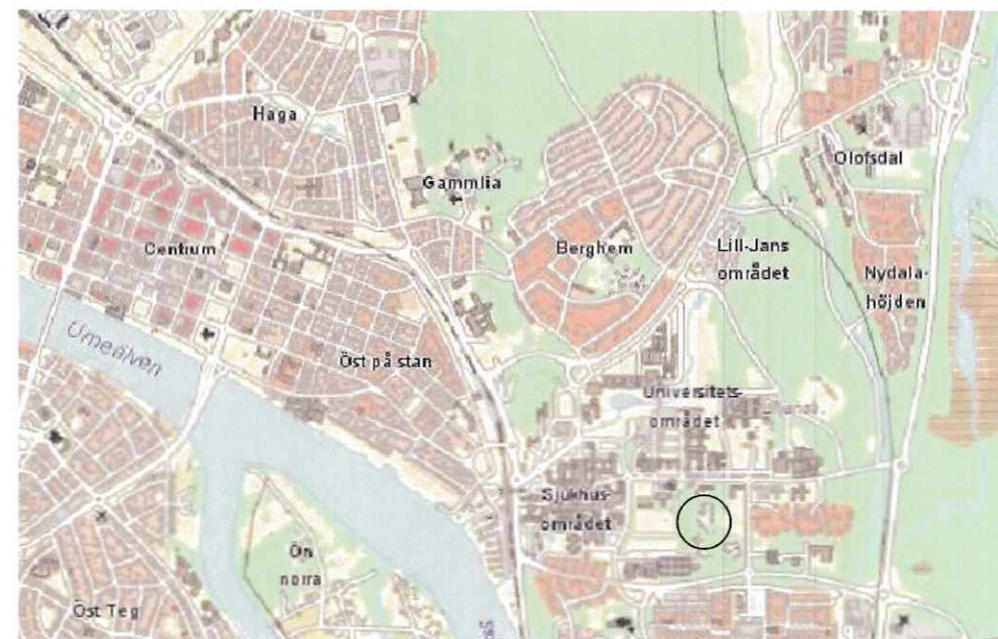 Haga
Gammlia
Olofsdal
Centrum
Berghem
Lill-Jans
området
Nydala-
höjden
Umeälven
Öst på stan
Universitets-
området
Sjukhus-
området
Ön
norra
Öst Teg